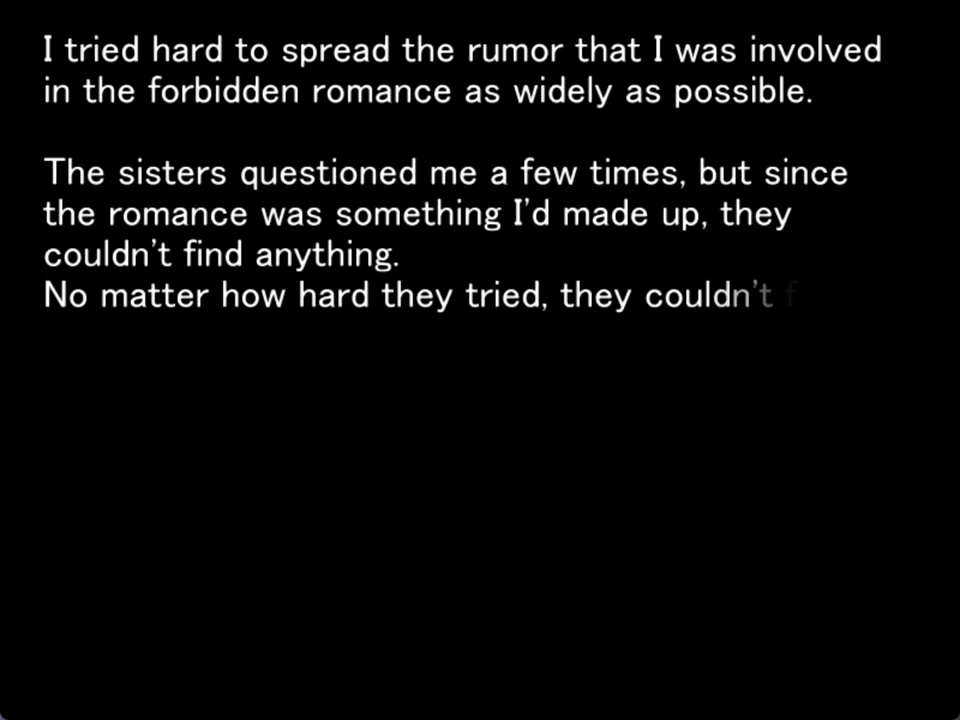 I tried hard to spread the rumor that I was involved
in the forbidden romance as widely as possible.
The sisters questioned me a few times, but since
the romance was something I'd made up, they
couldn't find anything.
No matter how hard they tried, they couldn't f